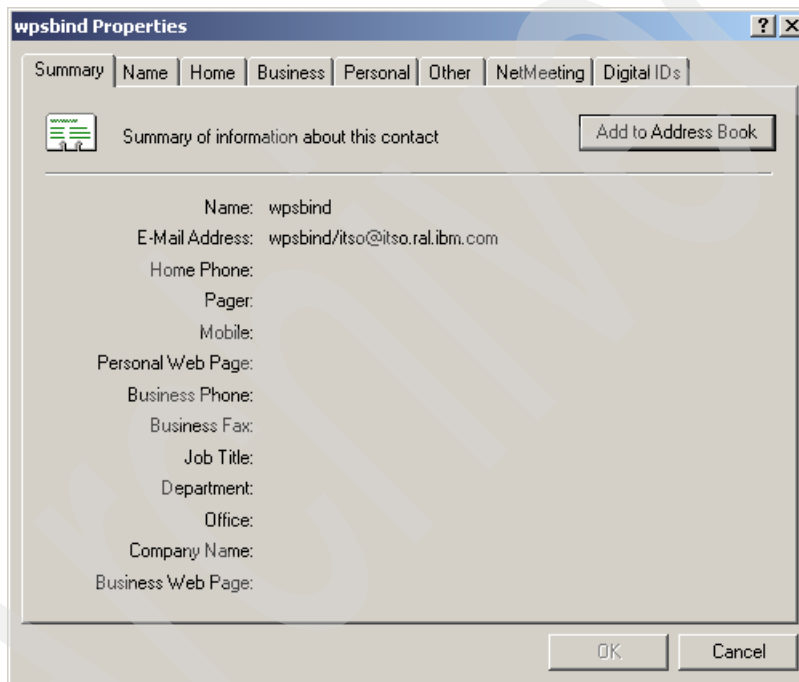 wpsbind Properties
Summary Name Home Business Personal Other NetMeeting Digital IDs
Summary of information about this contact Add to Address Book
Name: wpsbind
E-Mail Address: wpsbind/itso@itso.ral.ibm.com
Home Phone:
Pager:
Mobile:
Personal Web Page:
Business Phone:
Business Fax:
Job Title:
Department:
Office:
Company Name:
Business Web Page:
OK Cancel